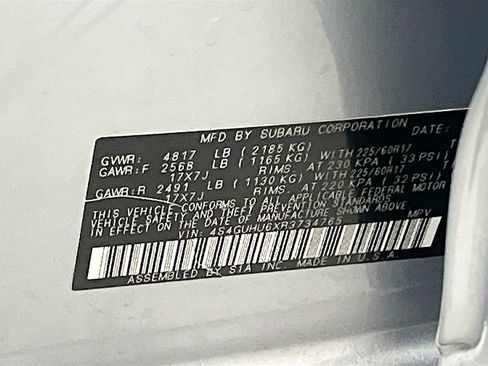 MFD BY SUBARU CORPORATION DATE:
GVWR: 4817 LB (2185 KG)
GAWR:F 2568 LB (1165 KG) WITH 225/60R17
17X7J RIMS, AT 230 KPA (33 PSI)
GAWR:R 2491 LB (1130 KG) WITH 225/60R17
17X7J RIMS, AT 220 KPA (32 PSI)
THIS VEHICLE CONFORMS TO ALL APPLICABLE FEDERAL MOTOR
VEHICLE SAFETY STANDARDS
IN EFFECT ON THE DATE OF MANUFACTURE SHOWN ABOVE.
VIN: 4S4GUHU6XR3734765 MPV
ASSEMBLED BY SIA INC. MADE IN U.S.A.